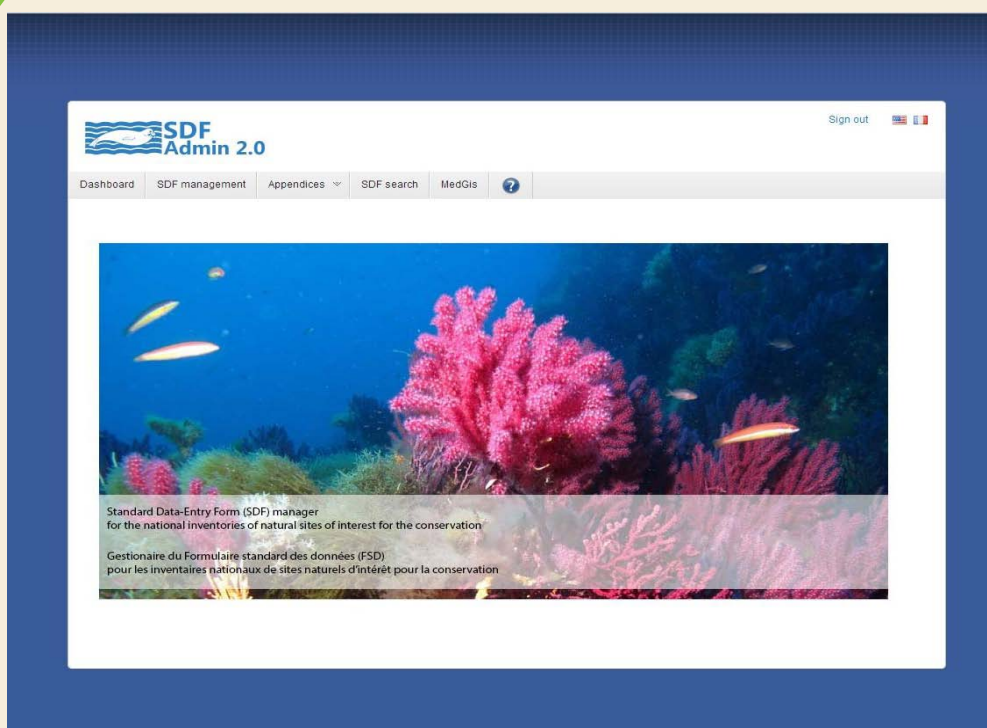 SDF
Admin 2.0
Sign out
Dashboard SDF management Appendices SDF search MedGis ?
Standard Data-Entry Form (SDF) manager
for the national inventories of natural sites of interest for the conservation
Gestionaire du Formulaire standard des données (FSD)
pour les inventaires nationaux de sites naturels d'intérêt pour la conservation